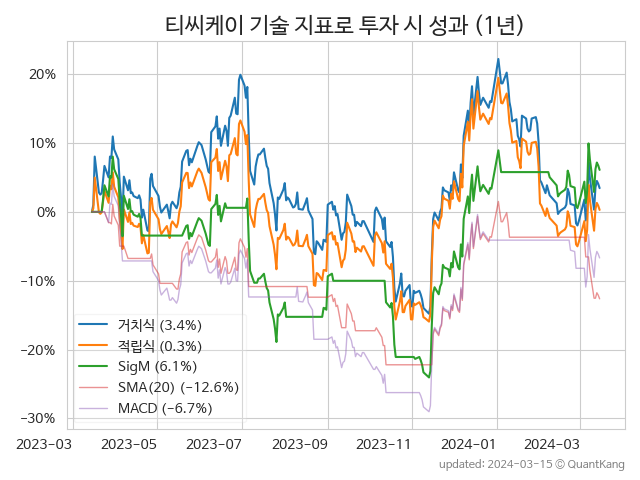 티씨케이 기술 지표로 투자 시 성과 (1년)
20%
10%
0%
−10%
−20%
−30%
거치식 (3.4%)
적립식 (0.3%)
SigM (6.1%)
SMA(20) (−12.6%)
MACD (−6.7%)
2023−03 2023−05 2023−07 2023−09 2023−11 2024−01 2024−03
updated: 2024-03-15 ⓒ QuantKang